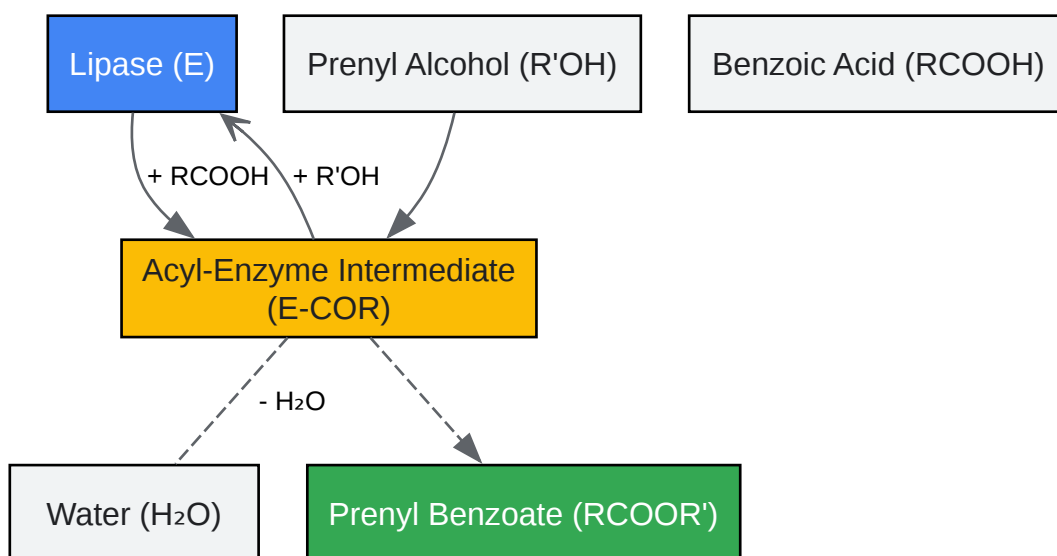 Lipase (E)
Prenyl Alcohol (R'OH)
Benzoic Acid (RCOOH)
+ RCOOH
+ R'OH
Acyl-Enzyme Intermediate
(E-COR)
- H₂O
Water (H₂O)
Prenyl Benzoate (RCOOR')